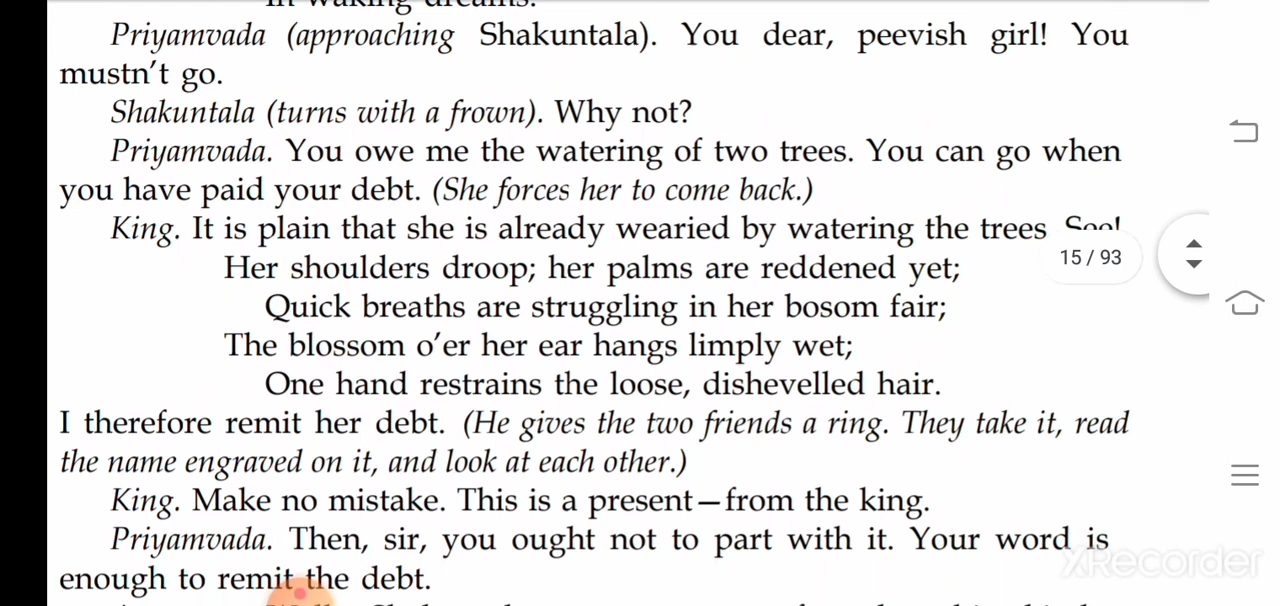 in waking dreams.
Priyamvada (approaching Shakuntala). You dear, peevish girl! You
mustn't go.
Shakuntala (turns with a frown). Why not?
Priyamvada. You owe me the watering of two trees. You can go when
you have paid your debt. (She forces her to come back.)
King. It is plain that she is already wearied by watering the trees. See!
Her shoulders droop; her palms are reddened yet;
15 / 93
Quick breaths are struggling in her bosom fair;
The blossom o'er her ear hangs limply wet;
One hand restrains the loose, dishevelled hair.
I therefore remit her debt. (He gives the two friends a ring. They take it, read
the name engraved on it, and look at each other.)
King. Make no mistake. This is a present—from the king.
Priyamvada. Then, sir, you ought not to part with it. Your word is
enough to remit the debt.
XRecorder